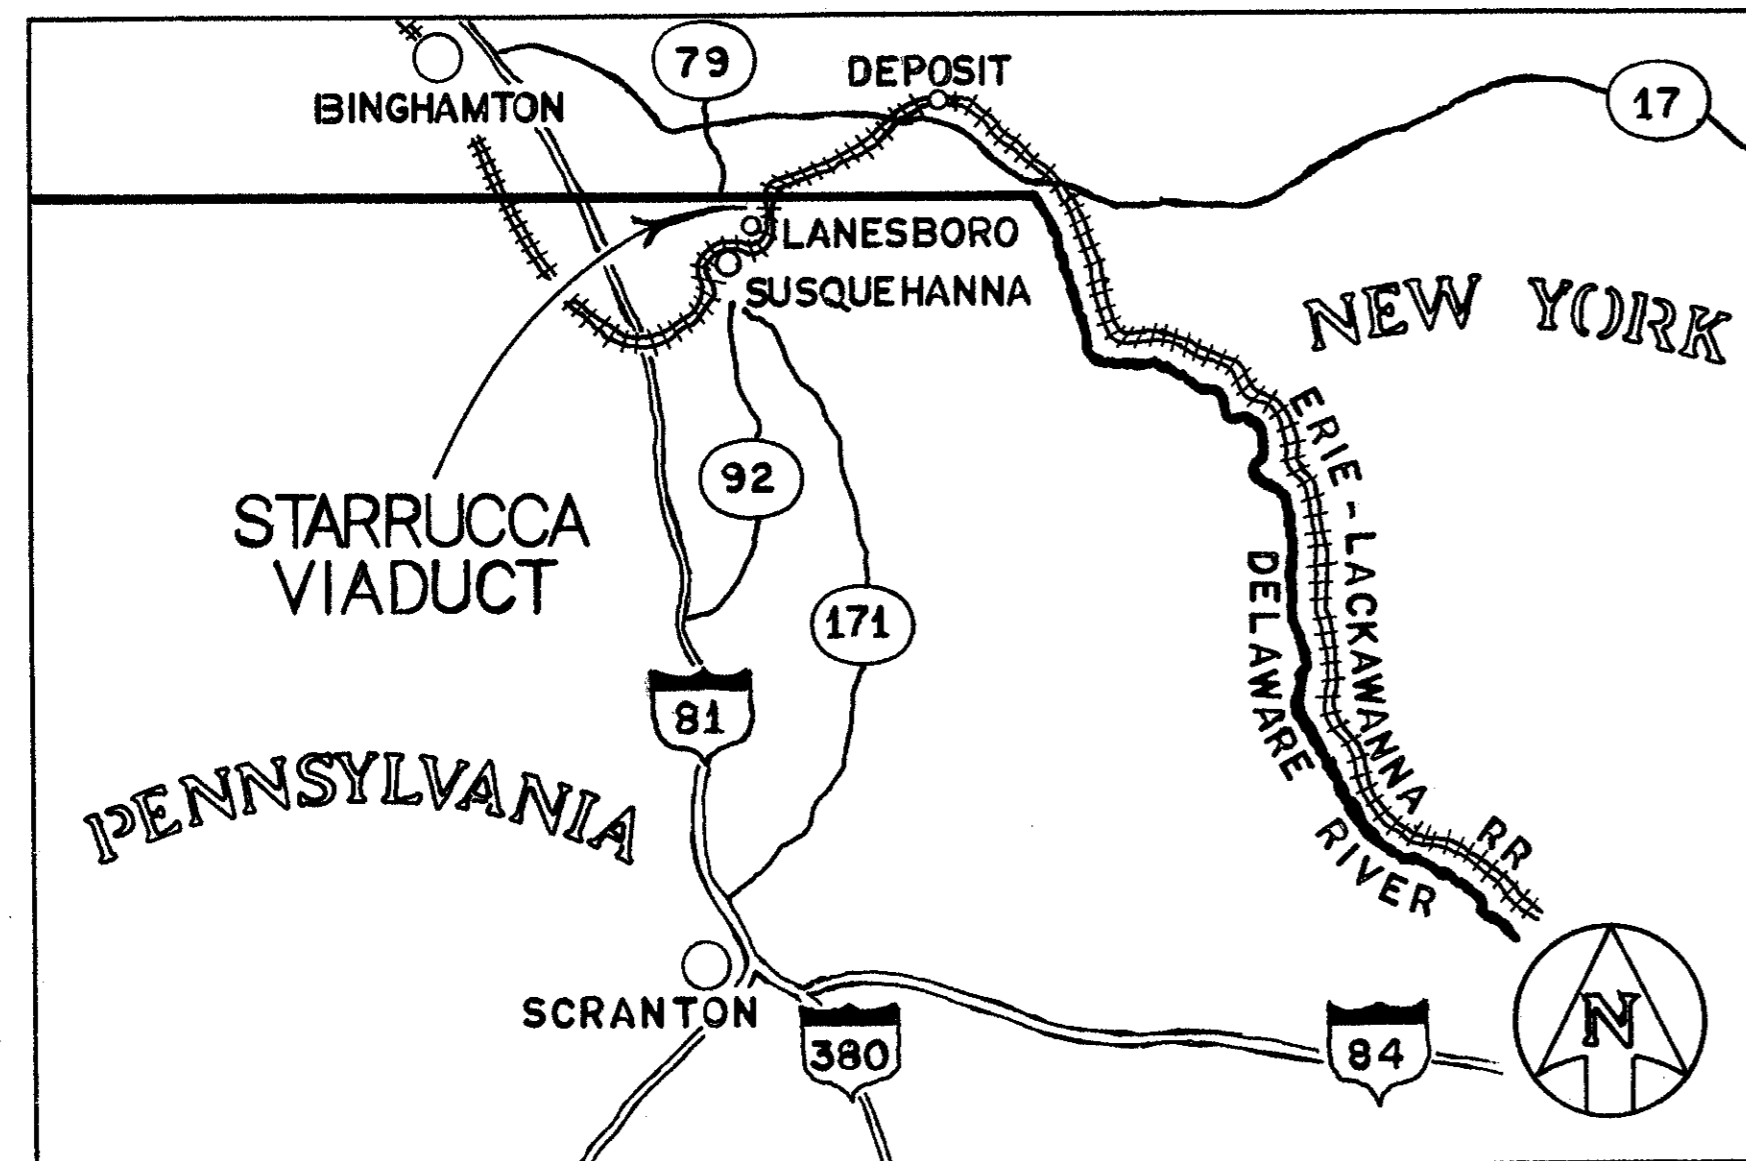 BINGHAMTON
79
DEPOSIT
17
LANESBORO
SUSQUEHANNA
NEW YORK
STARRUCCA
VIADUCT
92
171
81
ERIE-LACKAWANNA RR
DELAWARE RIVER
PENNSYLVANIA
SCRANTON
380
84
N